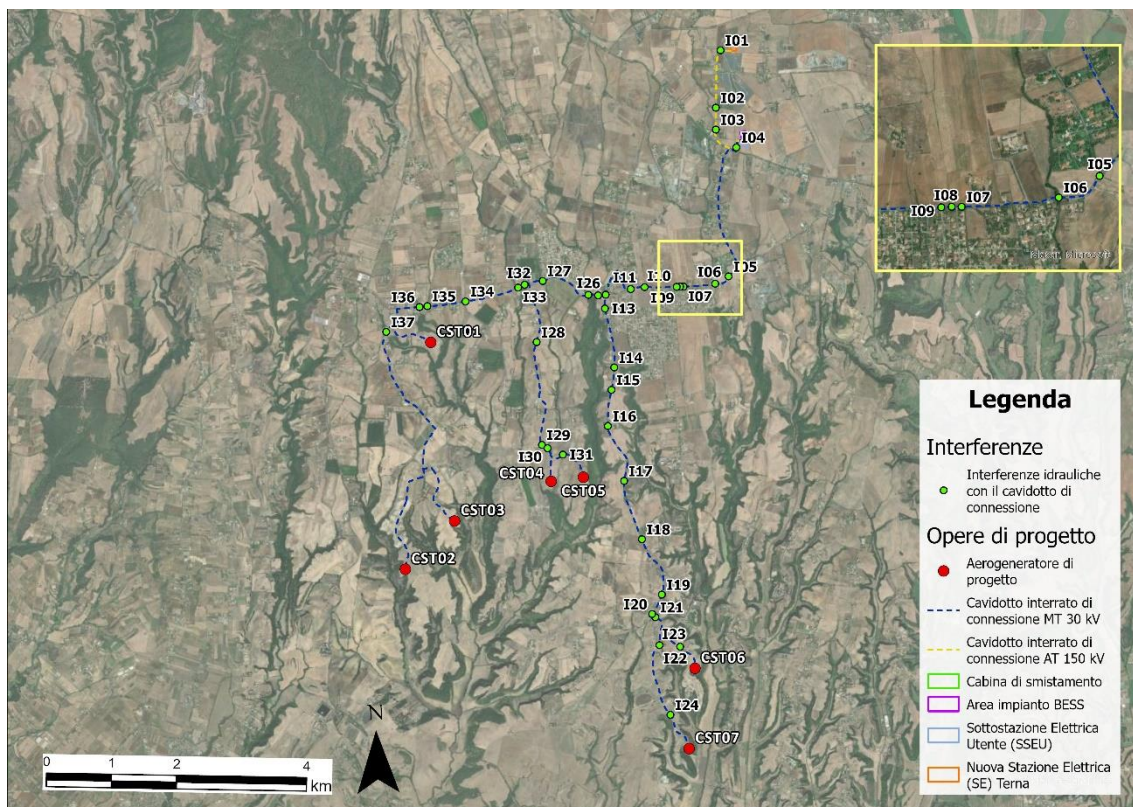 I01
I02
I03
I04
I05
I08
I07
I06
I09
I32
I27
I26
I11
I10
I06
I05
I36
I35
I34
I33
I09
I07
I13
I37
CST01
I28
I14
I15
I16
I29
I30
I31
I17
CST04
CST05
CST03
I18
CST02
I19
I20
I21
I23
I22
CST06
I24
CST07
Legenda
Interferenze
Interferenze idrauliche
con il cavidotto di
connessione
Opere di progetto
Aerogeneratore di
progetto
Cavidotto interrato di
connessione MT 30 kV
Cavidotto interrato di
connessione AT 150 kV
Cabina di smistamento
Area impianto BESS
Sottostazione Elettrica
Utente (SSEU)
Nuova Stazione Elettrica
(SE) Terna
N
0 1 2 4
km